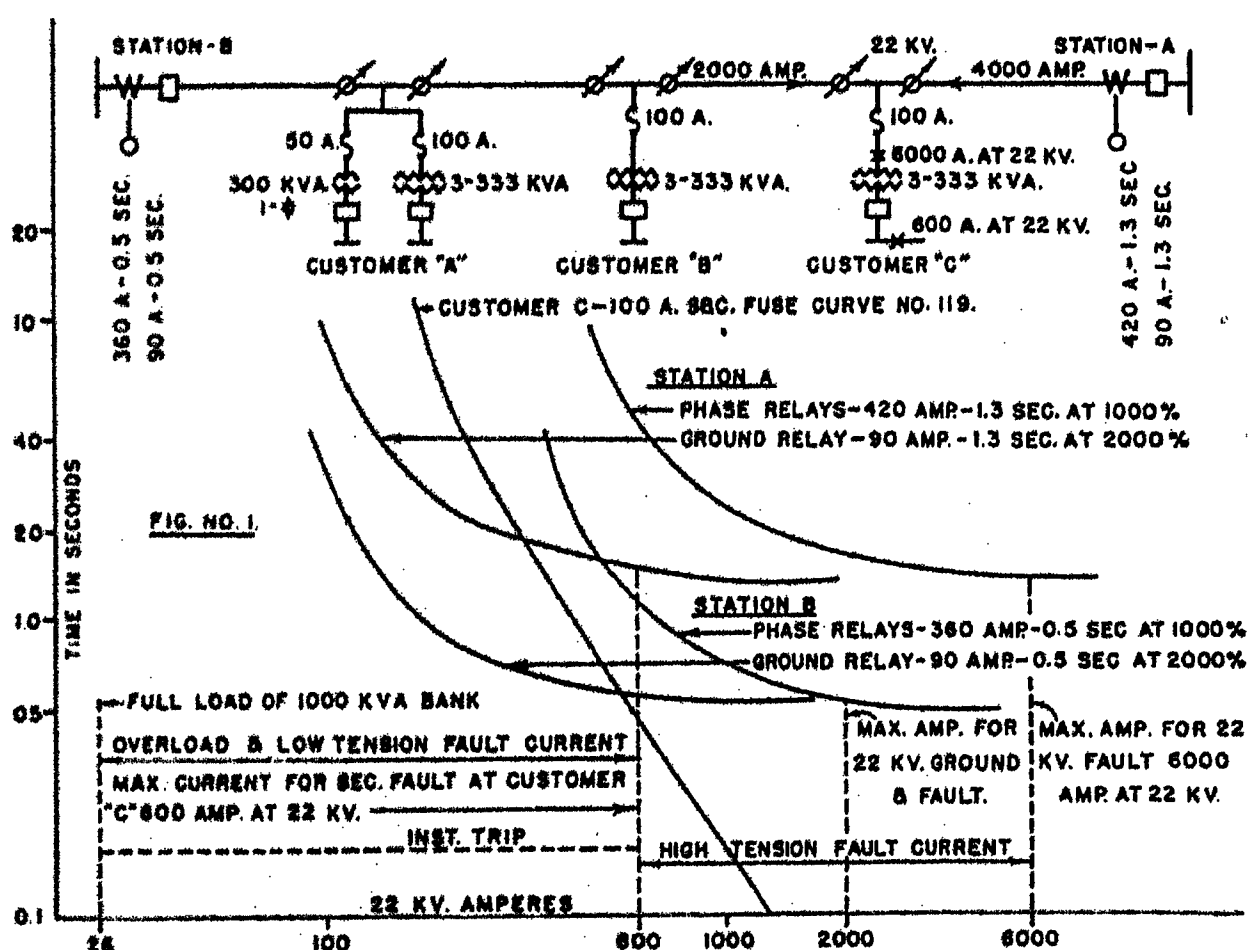 STATION-B
22 KV.
STATION-A
2000 AMP.
4000 AMP.
50 A.
100 A.
100 A.
100 A.
6000 A. AT 22 KV.
300 KVA.
1-ϕ
3-333 KVA
3-333 KVA.
3-333 KVA.
600 A. AT 22 KV.
CUSTOMER "A"
CUSTOMER "B"
CUSTOMER "C"
360 A-0.5 SEC.
90 A-0.5 SEC.
420 A.-1.3 SEC
90 A.-1.3 SEC.
CUSTOMER C-100 A. S&C. FUSE CURVE NO. 119.
STATION A
PHASE RELAYS-420 AMP.-1.3 SEC. AT 1000%
GROUND RELAY-90 AMP.-1.3 SEC. AT 2000%
FIG. NO. 1.
STATION B
PHASE RELAYS-360 AMP-0.5 SEC AT 1000%
GROUND RELAY-90 AMP-0.5 SEC AT 2000%
FULL LOAD OF 1000 KVA BANK
OVERLOAD & LOW TENSION FAULT CURRENT
MAX. CURRENT FOR SEC. FAULT AT CUSTOMER
"C" 600 AMP. AT 22 KV.
INST. TRIP
MAX. AMP. FOR
22 KV. GROUND
& FAULT.
MAX. AMP. FOR 22
KV. FAULT 6000
AMP. AT 22 KV.
HIGH TENSION FAULT CURRENT
22 KV. AMPERES
TIME IN SECONDS
20
10
4.0
2.0
1.0
0.5
0.1
26
100
600
1000
2000
6000